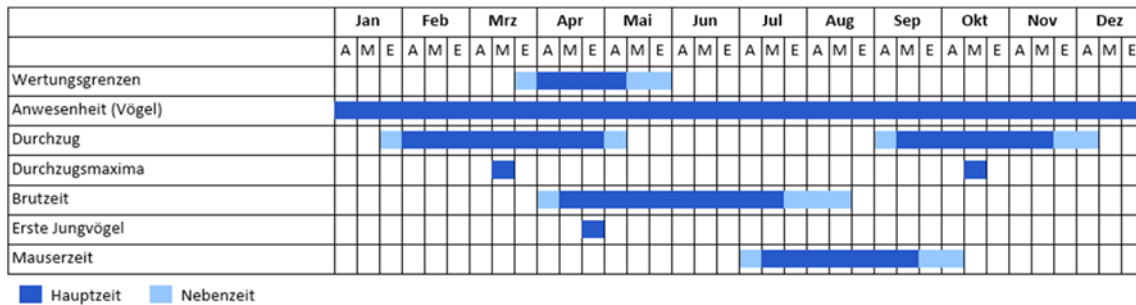 Jan Feb Mrz Apr Mai Jun Jul Aug Sep Okt Nov Dez
A M E A M E A M E A M E A M E A M E A M E A M E A M E A M E A M E A M E
Wertungsgrenzen
Anwesenheit (Vögel)
Durchzug
Durchzugsmaxima
Brutzeit
Erste Jungvögel
Mauserzeit
Hauptzeit Nebenzeit